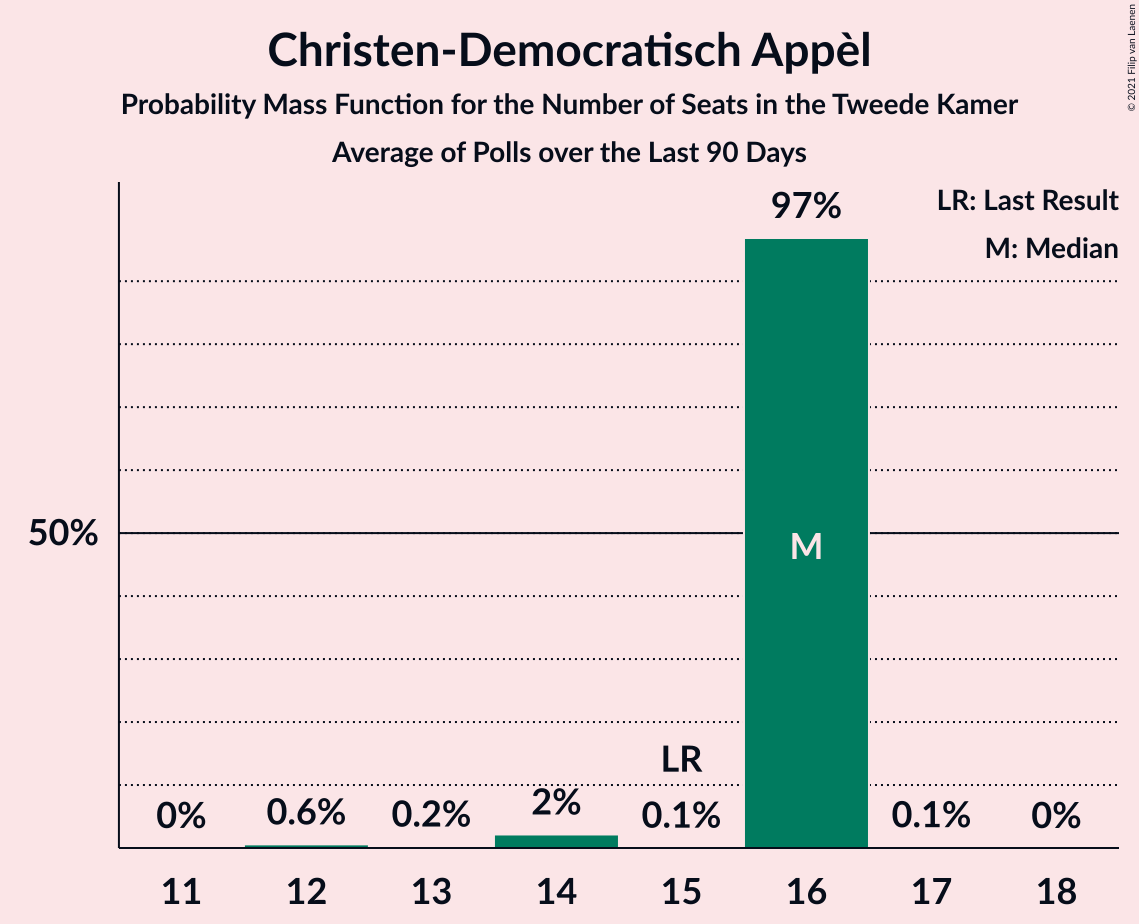 Christen-Democratisch Appèl
Probability Mass Function for the Number of Seats in the Tweede Kamer
Average of Polls over the Last 90 Days
© 2021 Filip van Laenen
LR: Last Result
M: Median
97%
50%
M
LR
0% 0.6% 0.2% 2% 0.1% 0.1% 0%
11 12 13 14 15 16 17 18